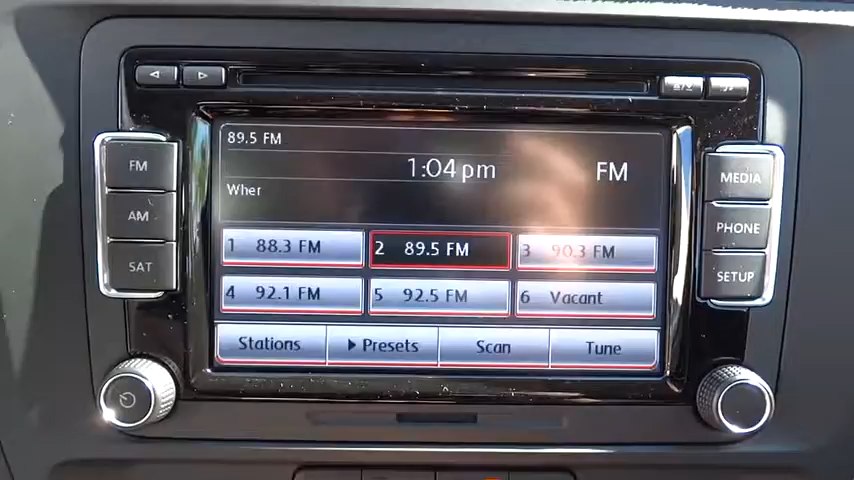 89.5 FM
1:04 pm
FM
Wher
1 88.3 FM
2 89.5 FM
3 90.3 FM
4 92.1 FM
5 92.5 FM
6 Vacant
Stations
Presets
Scan
Tune
FM
AM
SAT
MEDIA
PHONE
SETUP